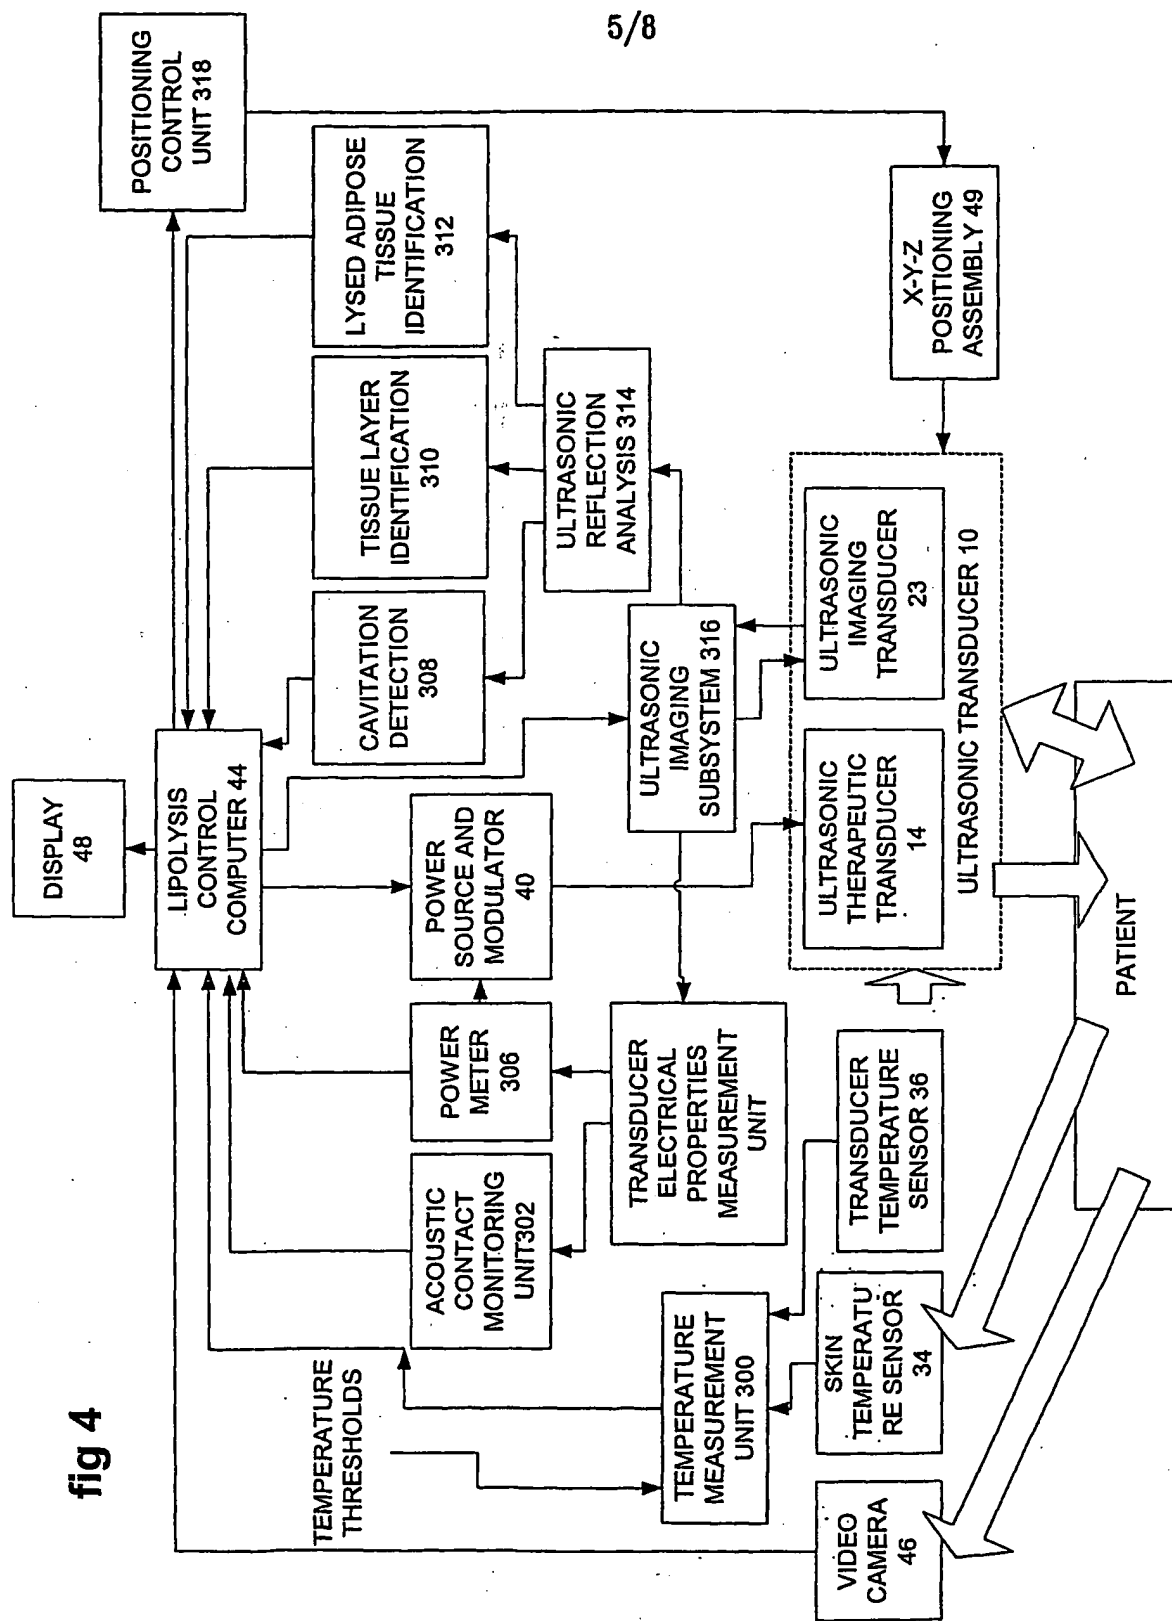 5/8
fig 4
DISPLAY
48
POSITIONING
CONTROL
UNIT 318
LIPOLYSIS
CONTROL
COMPUTER 44
TEMPERATURE
THRESHOLDS
ACOUSTIC
CONTACT
MONITORING
UNIT302
POWER
METER
306
POWER
SOURCE AND
MODULATOR
40
CAVITATION
DETECTION
308
TISSUE LAYER
IDENTIFICATION
310
LYSED ADIPOSE
TISSUE
IDENTIFICATION
312
ULTRASONIC
REFLECTION
ANALYSIS 314
TEMPERATURE
MEASUREMENT
UNIT 300
TRANSDUCER
ELECTRICAL
PROPERTIES
MEASUREMENT
UNIT
ULTRASONIC
IMAGING
SUBSYSTEM 316
VIDEO
CAMERA
46
SKIN
TEMPERATU
RE SENSOR
34
TRANSDUCER
TEMPERATURE
SENSOR 36
ULTRASONIC
THERAPEUTIC
TRANSDUCER
14
ULTRASONIC
IMAGING
TRANSDUCER
23
ULTRASONIC TRANSDUCER 10
X-Y-Z
POSITIONING
ASSEMBLY 49
PATIENT